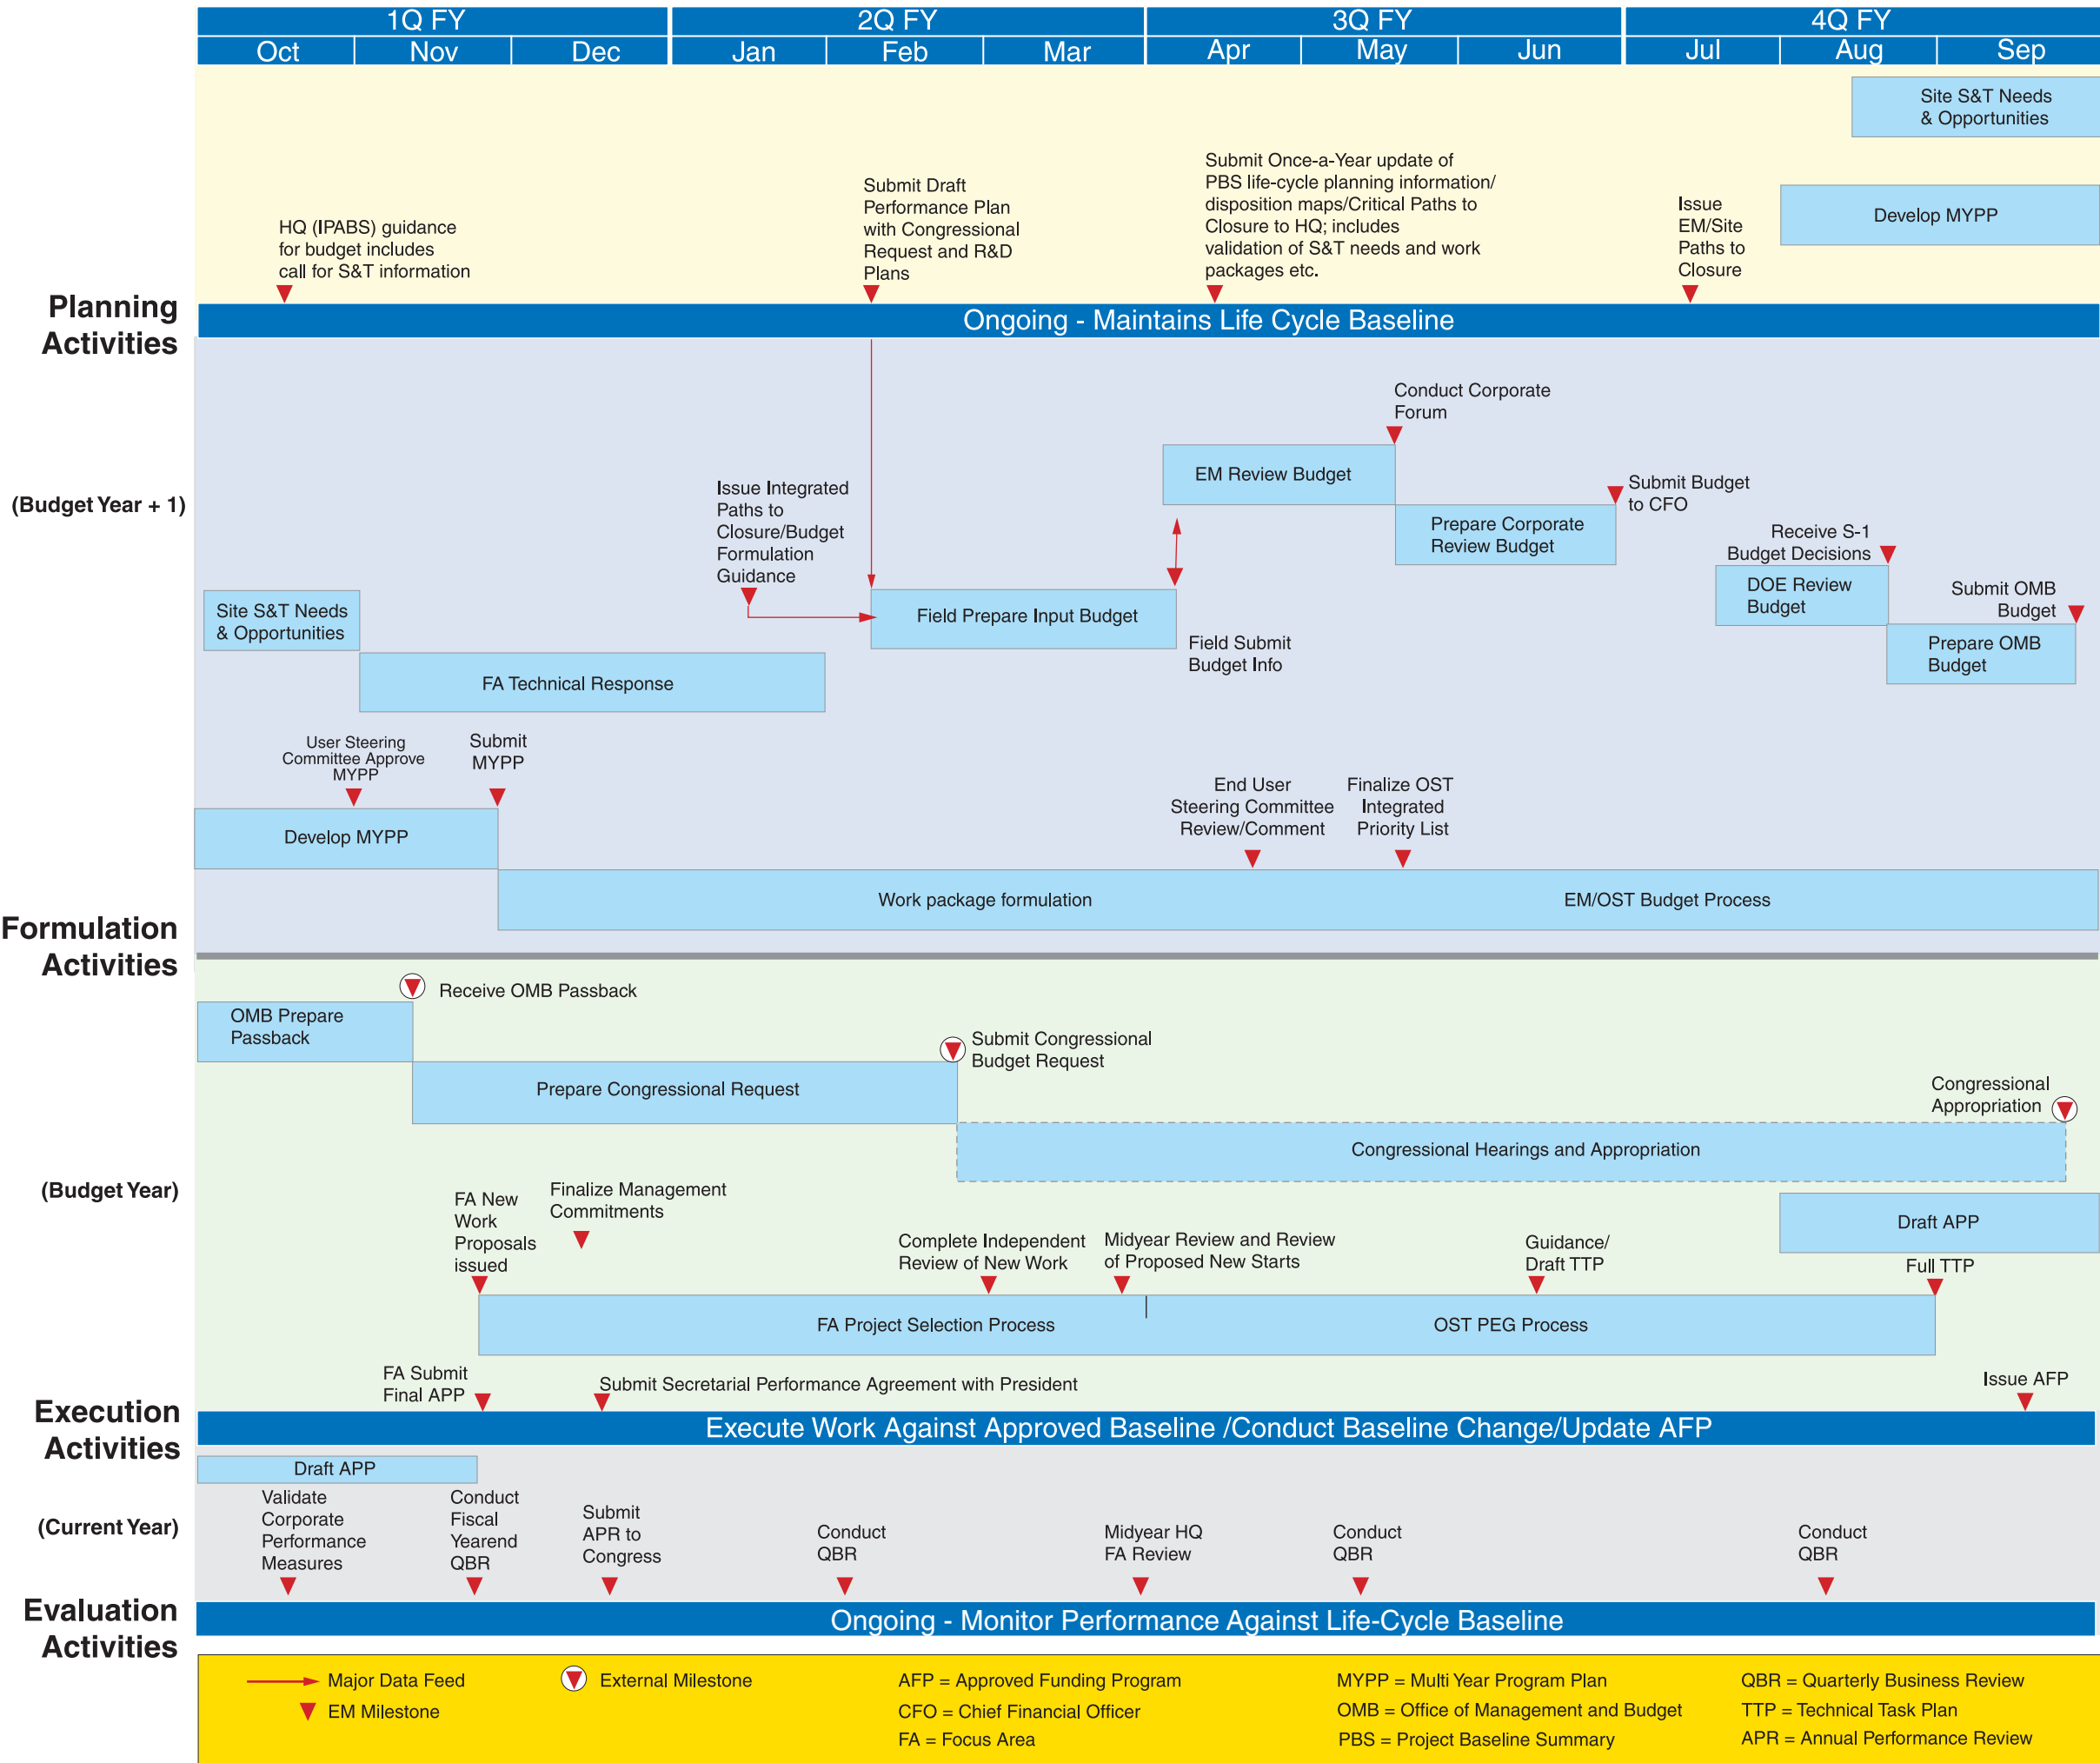 1Q FY
2Q FY
3Q FY
4Q FY
Oct
Nov
Dec
Jan
Feb
Mar
Apr
May
Jun
Jul
Aug
Sep
Site S&T Needs
& Opportunities
Develop MYPP
HQ (IPABS) guidance
for budget includes
call for S&T information
Submit Draft
Performance Plan
with Congressional
Request and R&D
Plans
Submit Once-a-Year update of
PBS life-cycle planning information/
disposition maps/Critical Paths to
Closure to HQ; includes
validation of S&T needs and work
packages etc.
Issue
EM/Site
Paths to
Closure
Planning
Activities
Ongoing - Maintains Life Cycle Baseline
(Budget Year + 1)
Conduct Corporate
Forum
EM Review Budget
Submit Budget
to CFO
Prepare Corporate
Review Budget
Issue Integrated
Paths to
Closure/Budget
Formulation
Guidance
Receive S-1
Budget Decisions
DOE Review
Budget
Submit OMB
Budget
Prepare OMB
Budget
Site S&T Needs
& Opportunities
Field Prepare Input Budget
Field Submit
Budget Info
FA Technical Response
User Steering
Committee Approve
MYPP
Submit
MYPP
Develop MYPP
End User
Steering Committee
Review/Comment
Finalize OST
Integrated
Priority List
Work package formulation
EM/OST Budget Process
Formulation
Activities
Receive OMB Passback
OMB Prepare
Passback
Submit Congressional
Budget Request
Prepare Congressional Request
Congressional
Appropriation
Congressional Hearings and Appropriation
(Budget Year)
FA New
Work
Proposals
issued
Finalize Management
Commitments
Complete Independent
Review of New Work
Midyear Review and Review
of Proposed New Starts
Guidance/
Draft TTP
Draft APP
Full TTP
FA Project Selection Process
OST PEG Process
FA Submit
Final APP
Submit Secretarial Performance Agreement with President
Issue AFP
Execution
Activities
Execute Work Against Approved Baseline /Conduct Baseline Change/Update AFP
Draft APP
(Current Year)
Validate
Corporate
Performance
Measures
Conduct
Fiscal
Yearend
QBR
Submit
APR to
Congress
Conduct
QBR
Midyear HQ
FA Review
Conduct
QBR
Conduct
QBR
Evaluation
Activities
Ongoing - Monitor Performance Against Life-Cycle Baseline
Major Data Feed
EM Milestone
External Milestone
AFP = Approved Funding Program
CFO = Chief Financial Officer
FA = Focus Area
MYPP = Multi Year Program Plan
OMB = Office of Management and Budget
PBS = Project Baseline Summary
QBR = Quarterly Business Review
TTP = Technical Task Plan
APR = Annual Performance Review